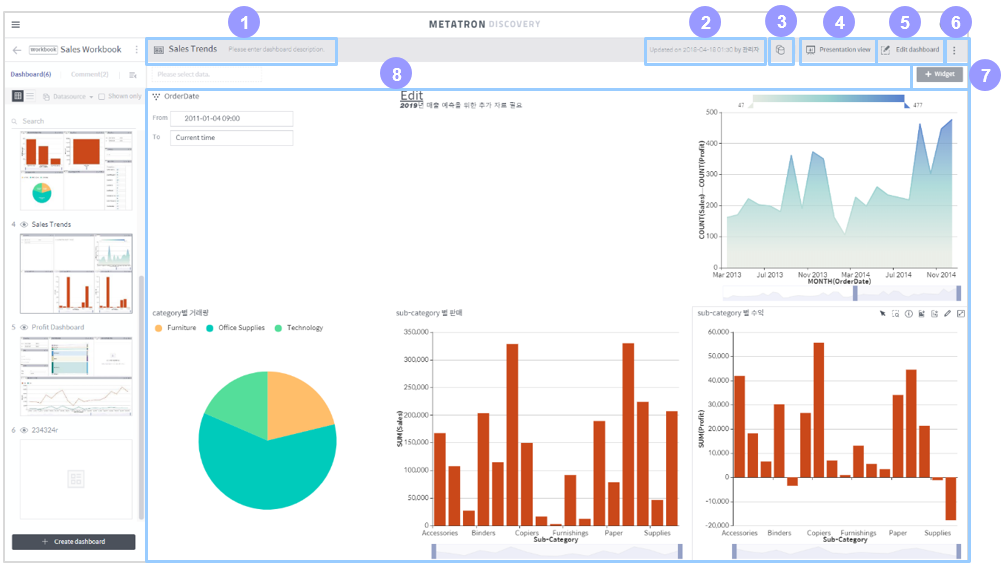 1
2
3
4
5
6
METATRON DISCOVERY
Workbook Sales Workbook
Sales Trends Please enter dashboard description.
Updated on 2018-04-18 01:30 by 관리자
Presentation view
Edit dashboard
7
8
Dashboard(6) Comment(2)
Please select data.
+ Widget
Datasource Shown only
Search
4 Sales Trends
5 Profit Dashboard
6 234324r
+ Create dashboard
OrderDate
From 2011-01-04 09:00
To Current time
Edit
2019년 매출 예측을 위한 추가 자료 필요
47 477
COUNT(Sales) — COUNT(Profit)
500
400
300
200
100
0
Mar 2013 Jul 2013 Nov 2013 Mar 2014 Jul 2014 Nov 2014
MONTH(OrderDate)
category별 거래량
Furniture Office Supplies Technology
sub-category 별 판매
SUM(Sales)
350,000
300,000
250,000
200,000
150,000
100,000
50,000
0
Accessories Binders Copiers Furnishings Paper Supplies
Sub-Category
sub-category 별 수익
SUM(Profit)
60,000
50,000
40,000
30,000
20,000
10,000
0
-10,000
-20,000
Accessories Binders Copiers Furnishings Paper Supplies
Sub-Category